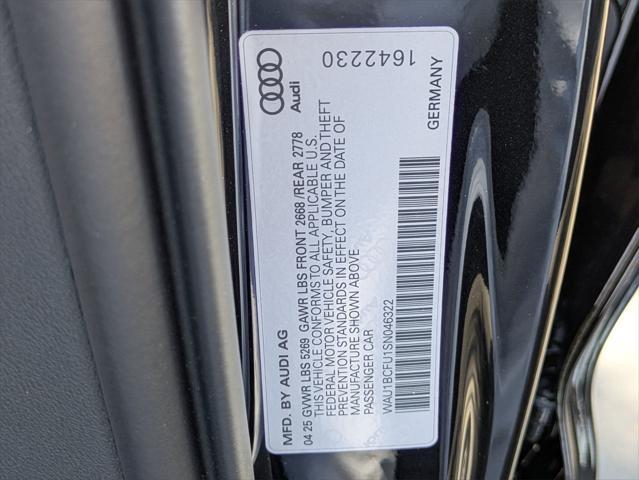 MFD. BY AUDI AG
04 25 GVWR LBS 5269 GAWR LBS FRONT 2668 /REAR 2778
THIS VEHICLE CONFORMS TO ALL APPLICABLE U.S.
FEDERAL MOTOR VEHICLE SAFETY, BUMPER AND THEFT
PREVENTION STANDARDS IN EFFECT ON THE DATE OF
MANUFACTURE SHOWN ABOVE
PASSENGER CAR
WAU1BCFU1SN046322
Audi
1642230
GERMANY